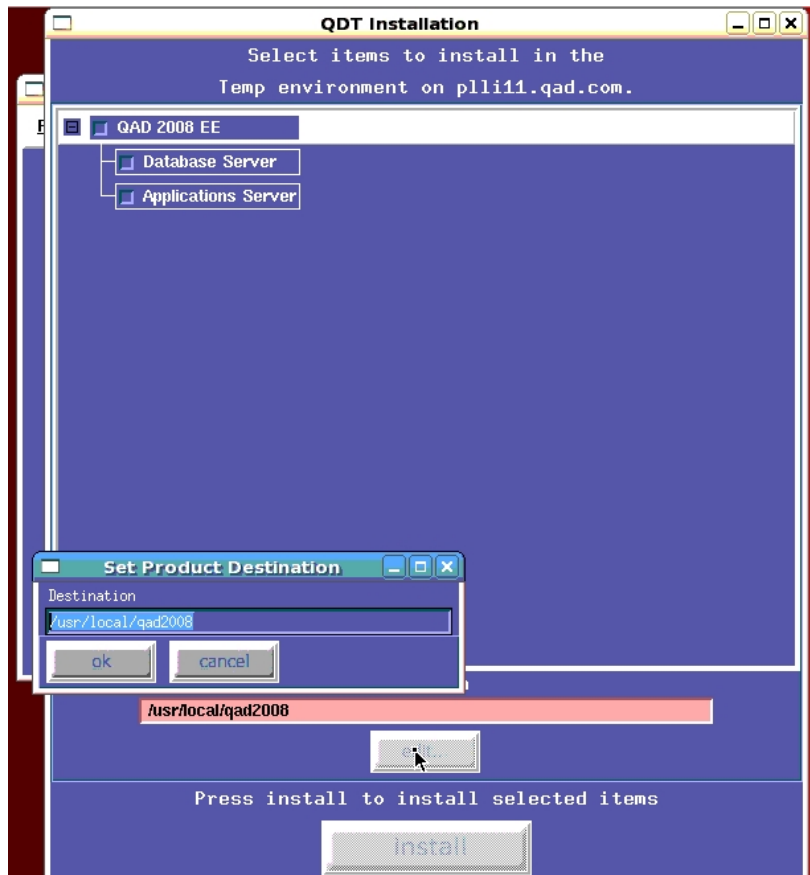 QDT Installation
Select items to install in the
Temp environment on plli11.qad.com.
QAD 2008 EE
Database Server
Applications Server
Set Product Destination
Destination
/usr/local/qad2008
ok cancel
/usr/local/qad2008
edit..
Press install to install selected items
install